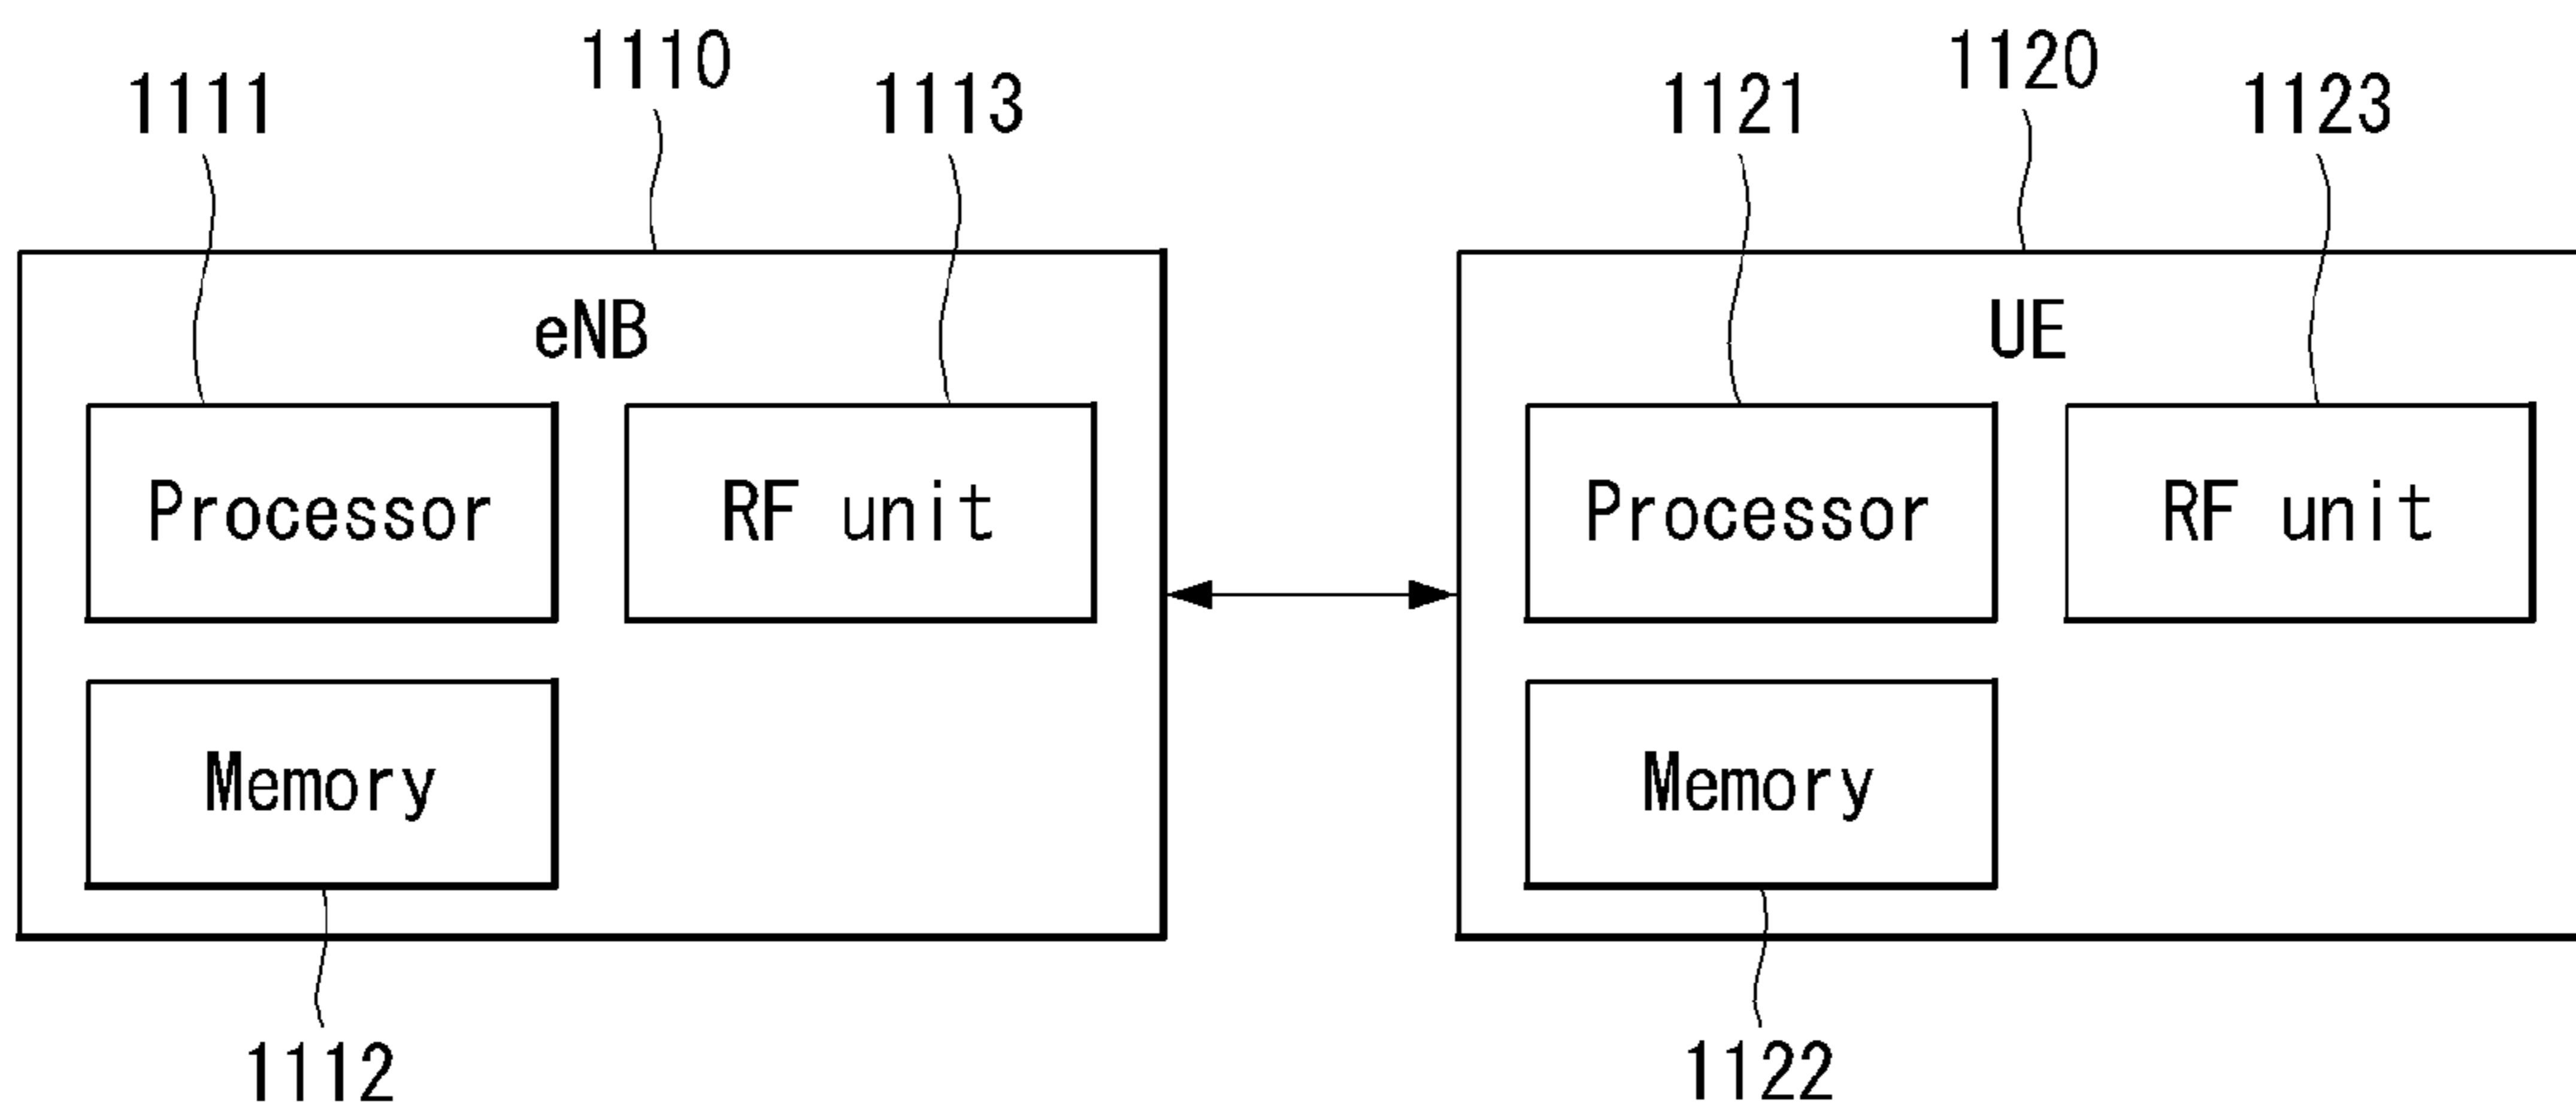 1110
1120
1111
1113
1121
1123
eNB
UE
Processor
RF unit
Processor
RF unit
Memory
Memory
1112
1122